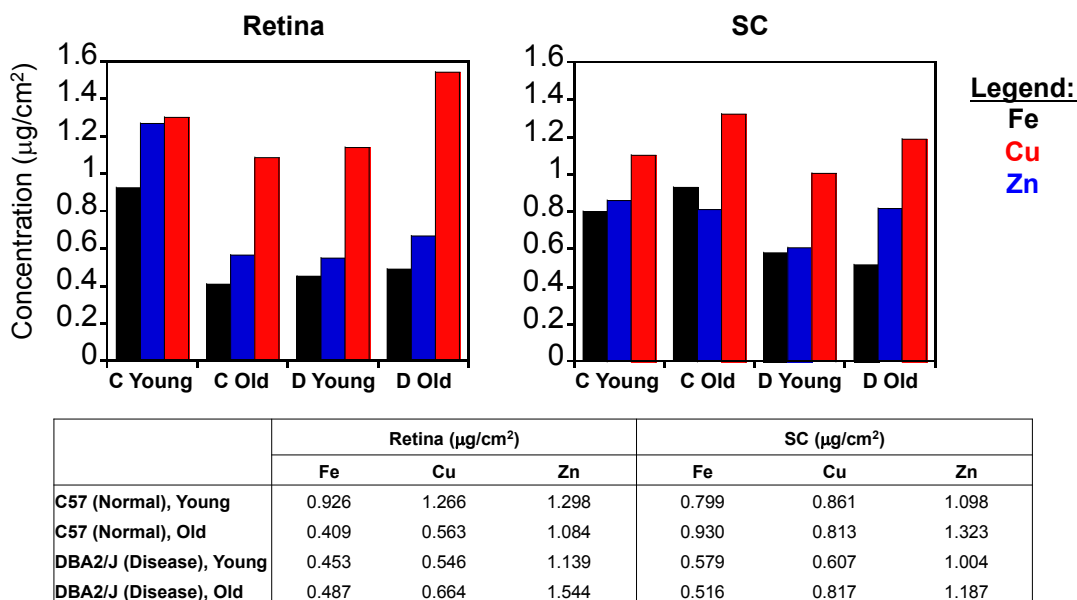 Retina
SC
Concentration (µg/cm²)
1.6
1.4
1.2
1
0.8
0.6
0.4
0.2
0
C Young C Old D Young D Old
1.6
1.4
1.2
1
0.8
0.6
0.4
0.2
0
C Young C Old D Young D Old
Legend:
Fe
Cu
Zn
Retina (µg/cm²) SC (µg/cm²)
Fe Cu Zn Fe Cu Zn
C57 (Normal), Young 0.926 1.266 1.298 0.799 0.861 1.098
C57 (Normal), Old 0.409 0.563 1.084 0.930 0.813 1.323
DBA2/J (Disease), Young 0.453 0.546 1.139 0.579 0.607 1.004
DBA2/J (Disease), Old 0.487 0.664 1.544 0.516 0.817 1.187